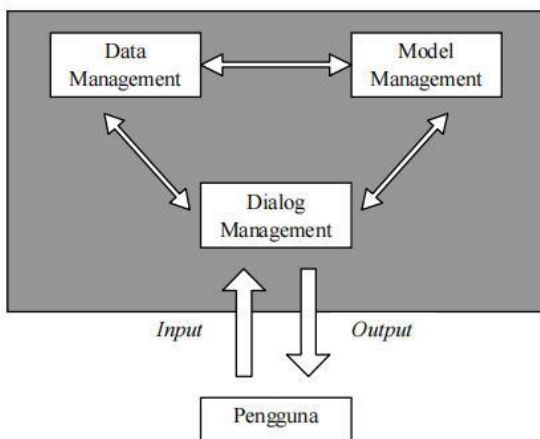 Data
Management
Model
Management
Dialog
Management
Input
Output
Pengguna